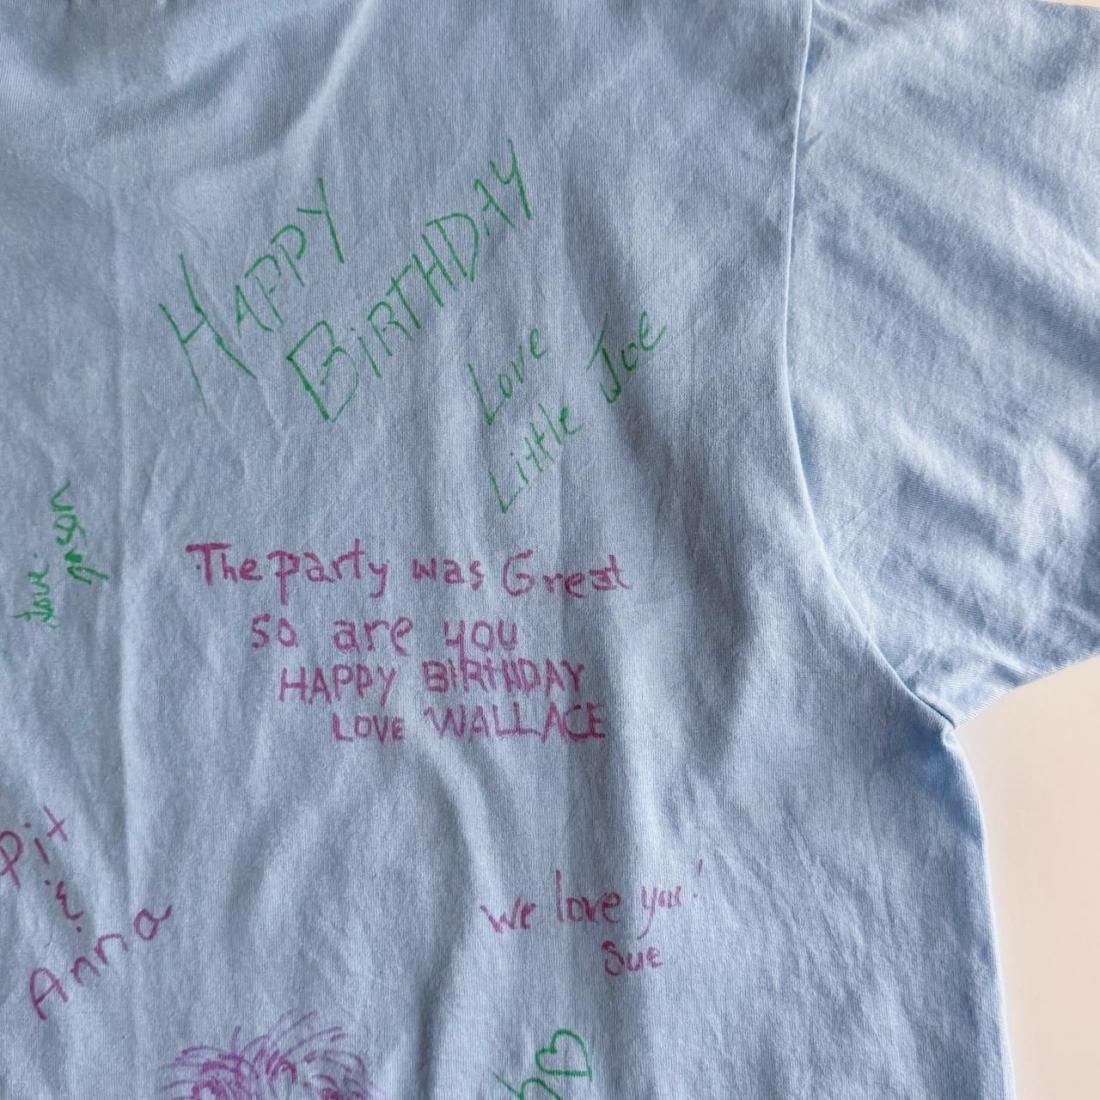 HAPPY
BiRTHDAY
Love
Little Joe
Jason
The party was Great
so are you
HAPPY BIRTHDAY
LOVE WALLACE
Pit
&
Anna
We love you!
Sue